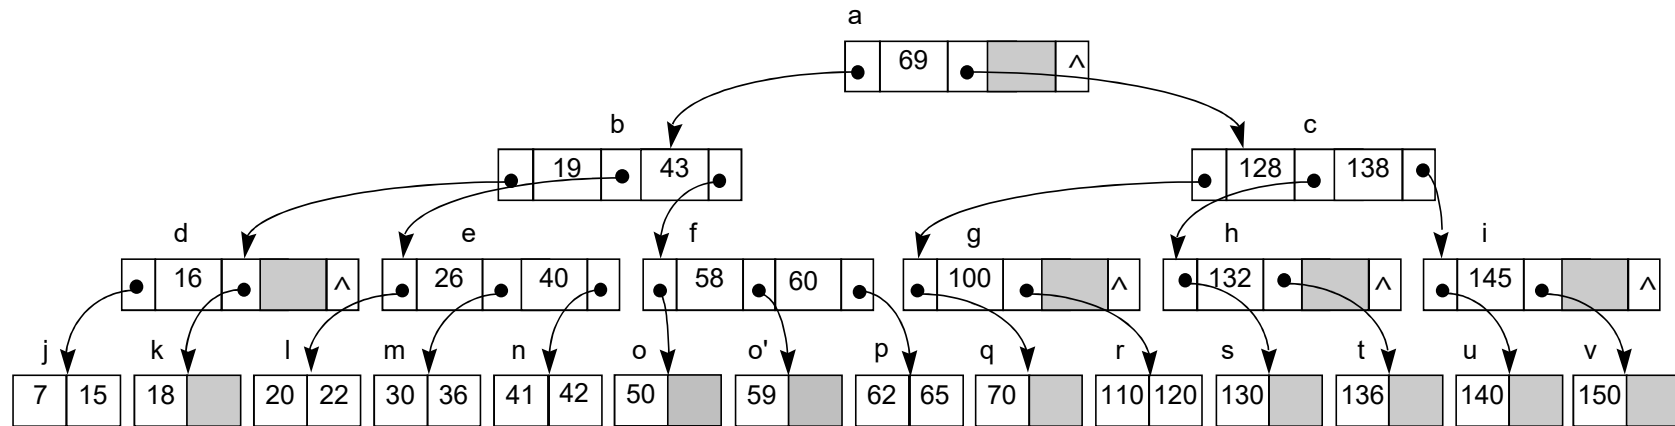 a
69 ^
b c
19 43 128 138
d e f g h i
16 ^ 26 40 58 60 100 ^ 132 ^ 145 ^
j k l m n o o' p q r s t u v
7 15 18 20 22 30 36 41 42 50 59 62 65 70 110 120 130 136 140 150